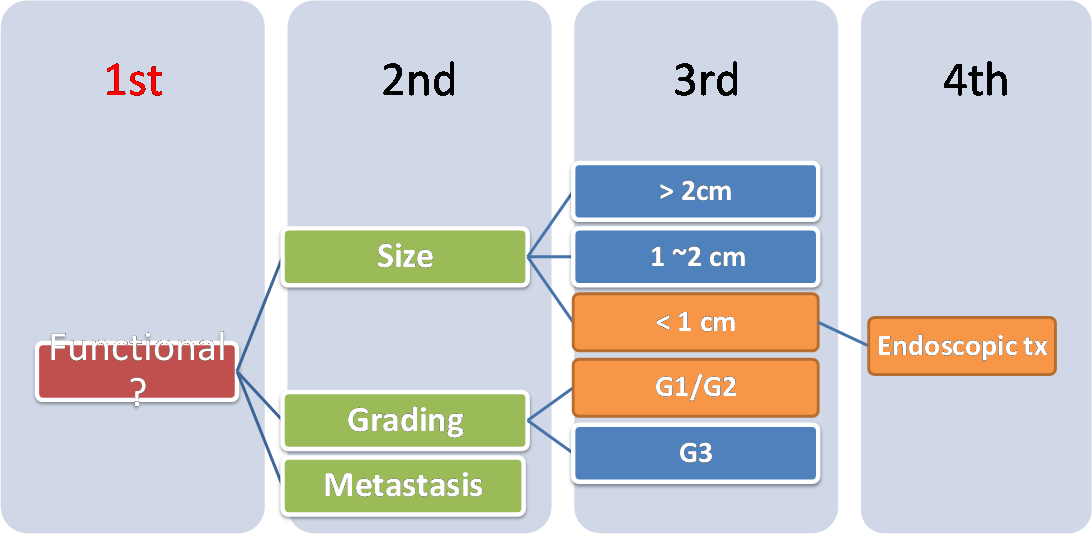 1st
2nd
3rd
4th
Functional
?
Size
Grading
Metastasis
> 2cm
1 ~2 cm
< 1 cm
G1/G2
G3
Endoscopic tx